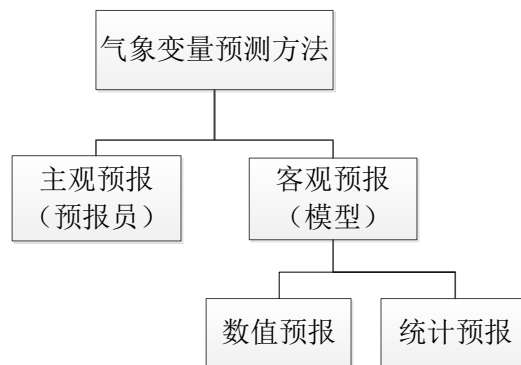 气象变量预测方法
主观预报
（预报员）
客观预报
（模型）
数值预报
统计预报